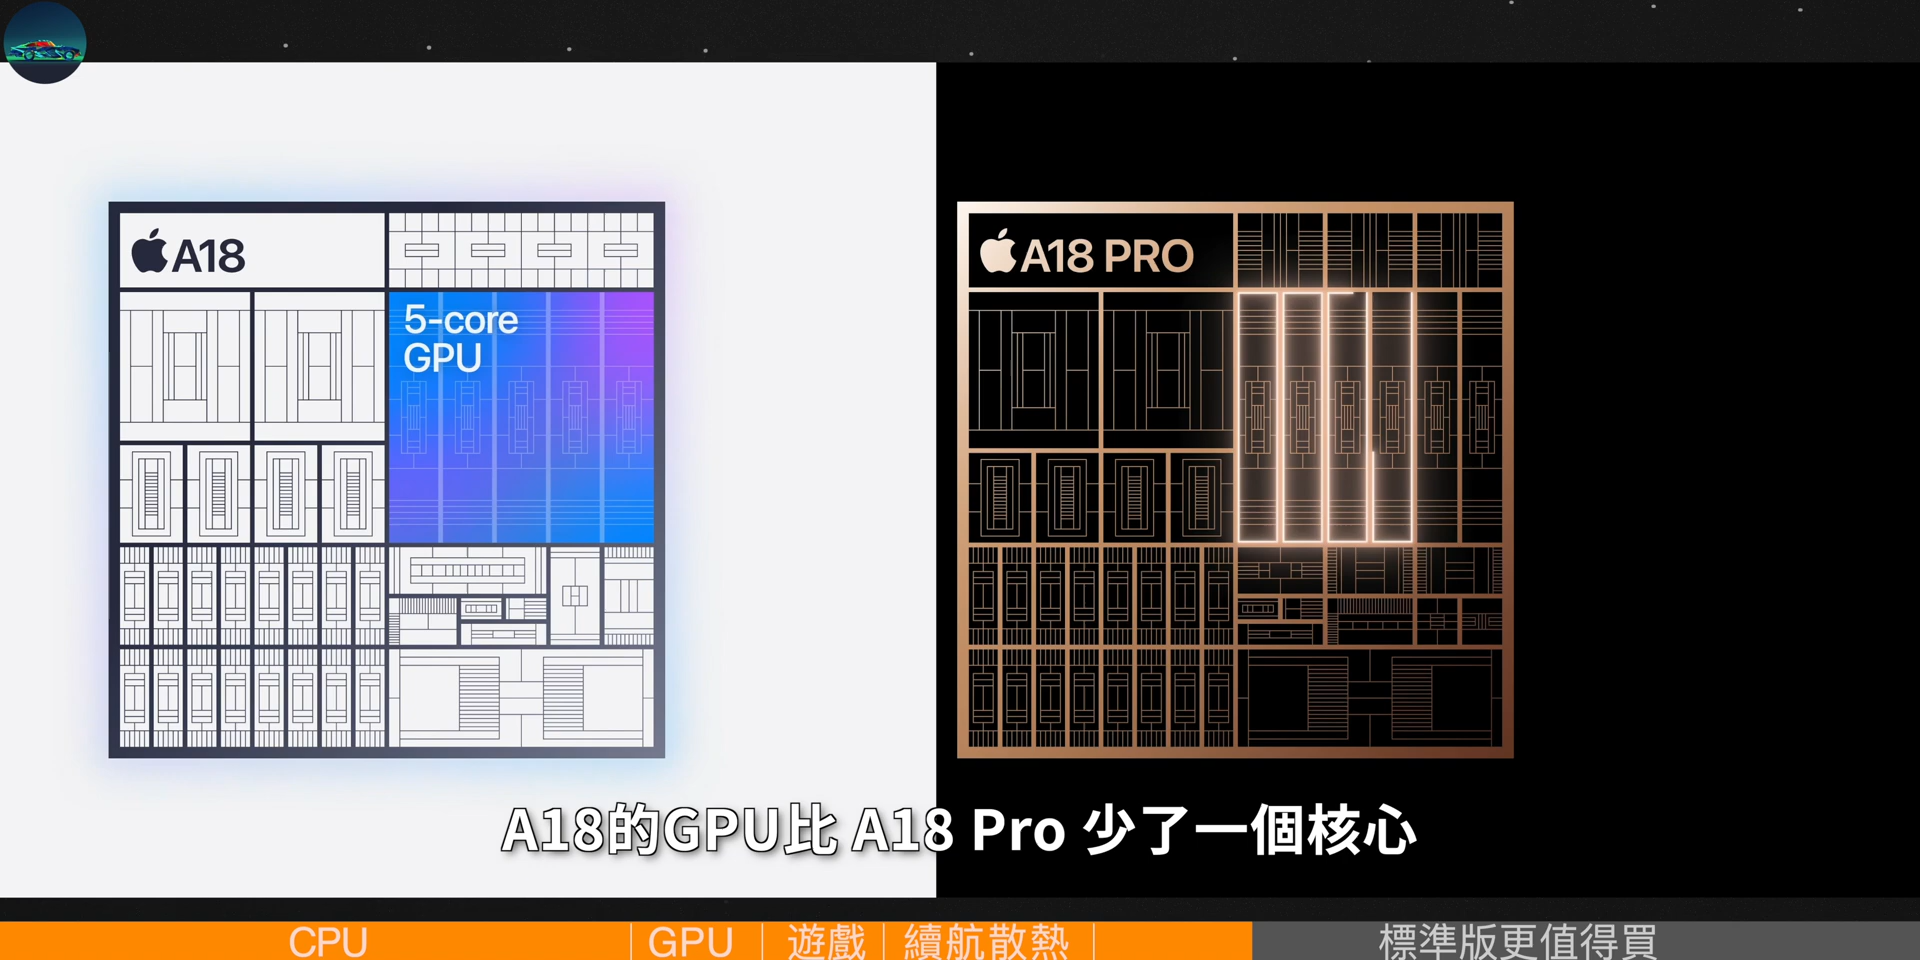 A18
5-core
GPU
A18 PRO
A18的GPU比 A18 Pro 少了一個核心
CPU
GPU
遊戲
續航散熱
標準版更值得買